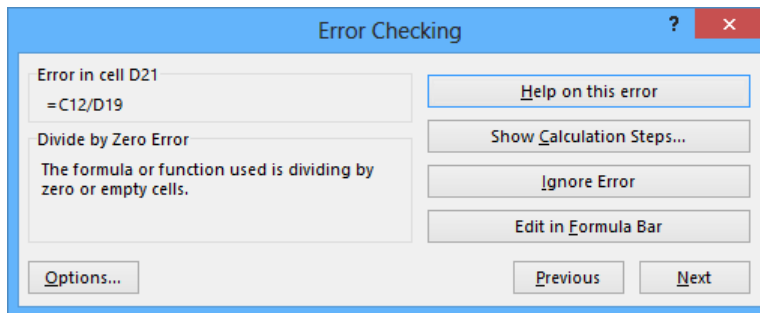 Error Checking
?
Error in cell D21
=C12/D19
Divide by Zero Error
The formula or function used is dividing by
zero or empty cells.
Help on this error
Show Calculation Steps...
Ignore Error
Edit in Formula Bar
Options...
Previous
Next